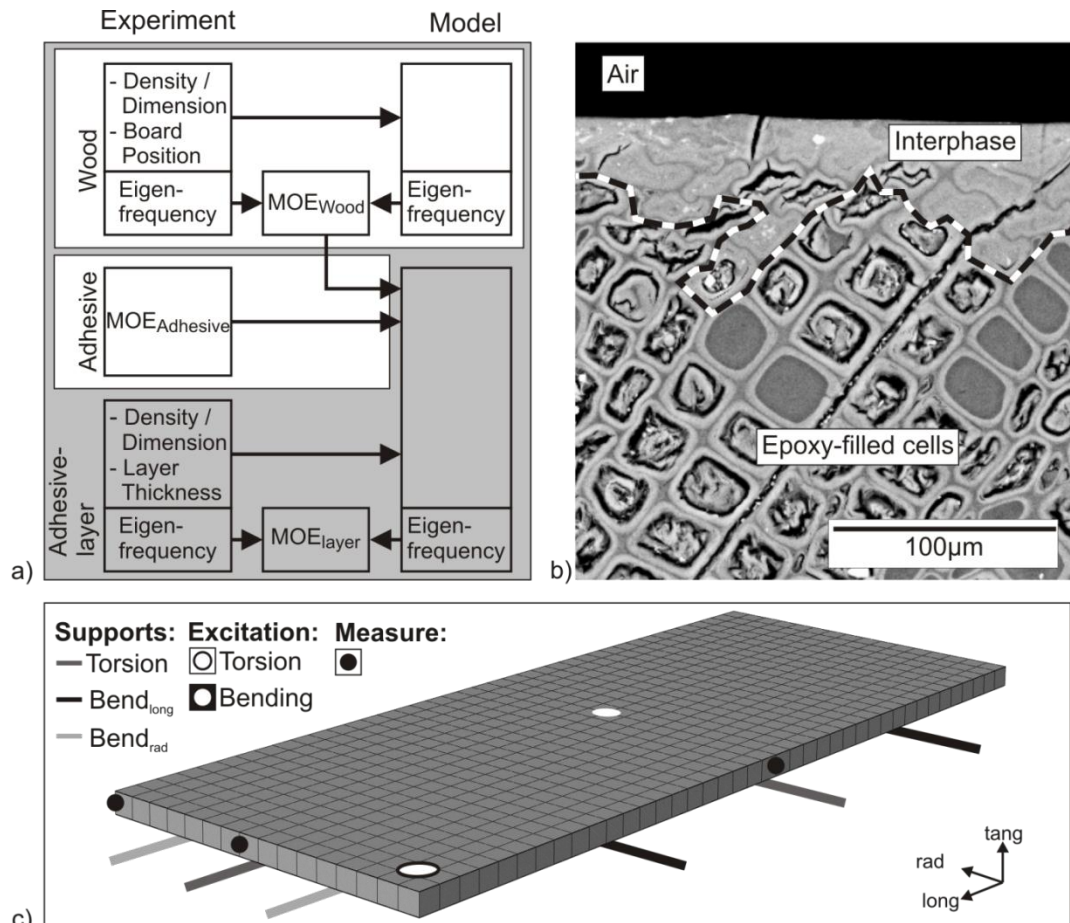 Experiment
Model
Wood
- Density /
Dimension
- Board
Position
Eigen-
frequency
MOEWood
Eigen-
frequency
Adhesive
MOEAdhesive
Adhesive-
layer
- Density /
Dimension
- Layer
Thickness
Eigen-
frequency
MOElayer
Eigen-
frequency
a)
Air
Interphase
Epoxy-filled cells
100µm
b)
Supports: Excitation: Measure:
Torsion
Torsion
Bendlong
Bending
Bendrad
tang
rad
long
c)